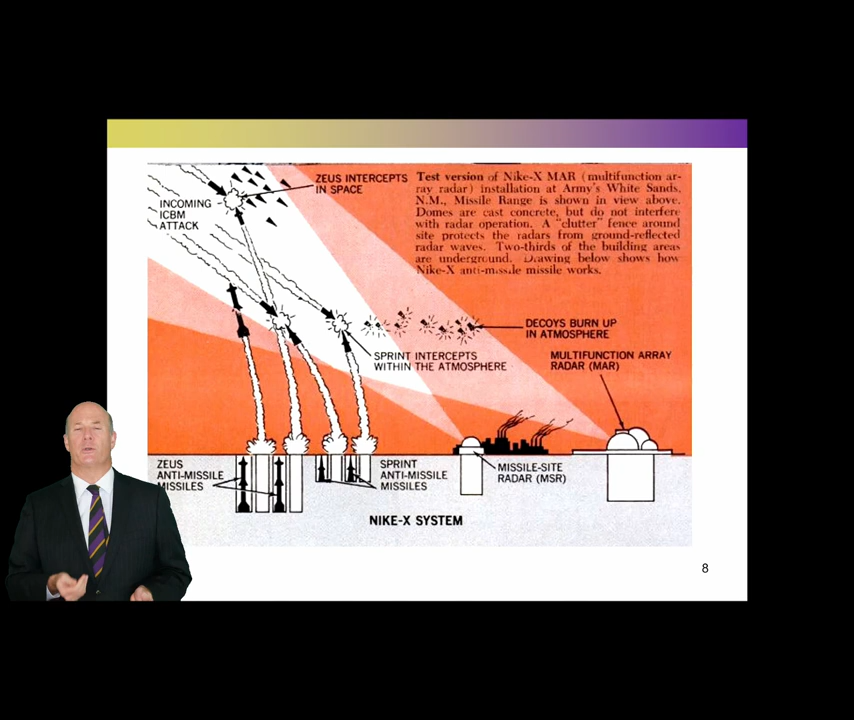 ZEUS INTERCEPTS
IN SPACE
Test version of Nike-X MAR (multifunction ar-
ray radar) installation at Army's White Sands,
N.M., Missile Range is shown in view above.
Domes are cast concrete, but do not interfere
with radar operation. A "clutter" fence around
site protects the radars from ground-reflected
radar waves. Two-thirds of the building areas
are underground. Drawing below shows how
Nike-X anti-missile missile works.
INCOMING
ICBM
ATTACK
DECOYS BURN UP
IN ATMOSPHERE
SPRINT INTERCEPTS
WITHIN THE ATMOSPHERE
MULTIFUNCTION ARRAY
RADAR (MAR)
ZEUS
ANTI-MISSILE
MISSILES
SPRINT
ANTI-MISSILE
MISSILES
MISSILE-SITE
RADAR (MSR)
NIKE-X SYSTEM
8